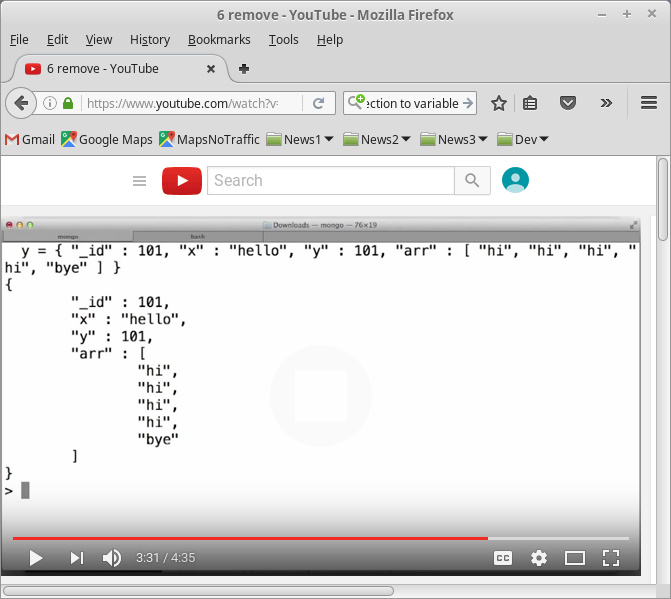 6 remove - YouTube - Mozilla Firefox
File Edit View History Bookmarks Tools Help
6 remove - YouTube
https://www.youtube.com/watch?v= ection to variable
Gmail Google Maps MapsNoTraffic News1 News2 News3 Dev
Search
Downloads — mongo — 76×19
mongo bash
y = { "_id" : 101, "x" : "hello", "y" : 101, "arr" : [ "hi", "hi", "hi", "
hi", "bye" ] }
{
"_id" : 101,
"x" : "hello",
"y" : 101,
"arr" : [
"hi",
"hi",
"hi",
"hi",
"bye"
]
}
>
3:31 / 4:35
CC